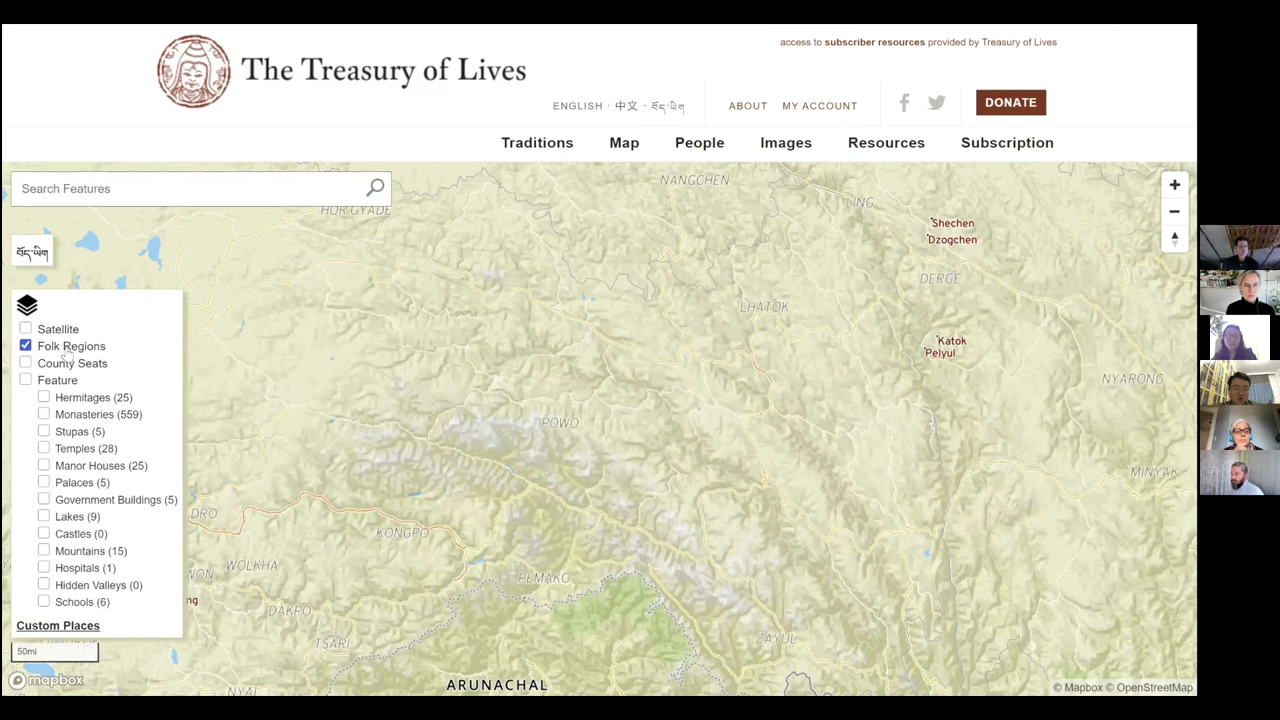 access to subscriber resources provided by Treasury of Lives
The Treasury of Lives
ENGLISH · 中文 · བོད་ཡིག
ABOUT MY ACCOUNT
DONATE
Traditions Map People Images Resources Subscription
Search Features
NANGCHEN
HOR GYADE
LING
Shechen
Dzogchen
བོད་ཡིག
DERGE
LHATOK
Satellite
Folk Regions
County Seats
Feature
Hermitages (25)
Monasteries (559)
Stupas (5)
Temples (28)
Manor Houses (25)
Palaces (5)
Government Buildings (5)
Lakes (9)
Castles (0)
Mountains (15)
Hospitals (1)
Hidden Valleys (0)
Schools (6)
Custom Places
Katok
Pelyul
NYARONG
POWO
MINYAK
DRO
KONGPO
WON
WOLKHA
PEMAKO
ng
DAKPO
TSARI
ZAYUL
50mi
mapbox
NYAL
ARUNACHAL
© Mapbox © OpenStreetMap